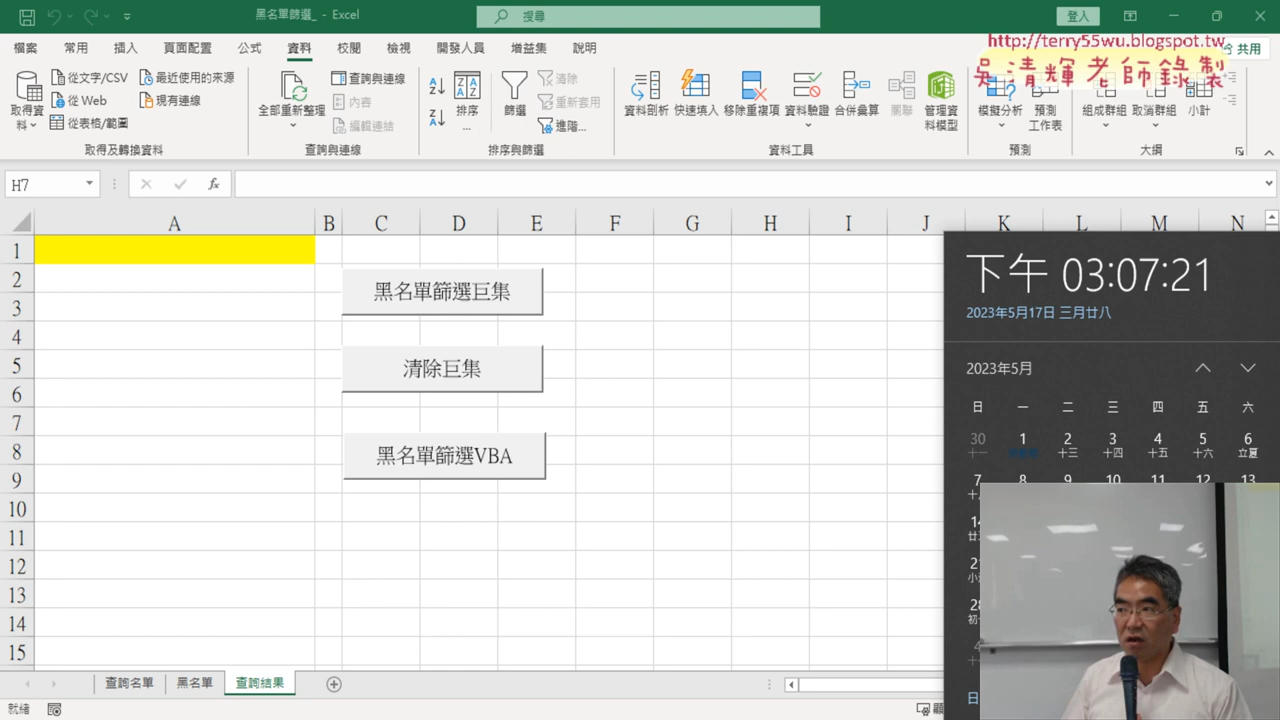 黑名單篩選_ - Excel
搜尋
登入
檔案 常用 插入 頁面配置 公式 資料 校閱 檢視 開發人員 增益集 說明
http://terry55wu.blogspot.tw
共用
吳清輝老師錄製
取得資料
從文字/CSV
從 Web
從表格/範圍
最近使用的來源
現有連線
取得及轉換資料
全部重新整理
查詢與連線
內容
編輯連結
查詢與連線
排序...
篩選
清除
重新套用
進階...
排序與篩選
資料剖析 快速填入 移除重複項 資料驗證 合併彙算 關聯 管理資料模型
資料工具
模擬分析 預測工作表
預測
組成群組 取消群組 小計
大綱
H7
fx
A B C D E F G H I J K L M N
1
2
3
4
5
6
7
8
9
10
11
12
13
14
15
黑名單篩選巨集
清除巨集
黑名單篩選VBA
下午 03:07:21
2023年5月17日 三月廿八
2023年5月
日 一 二 三 四 五 六
30 1 2 3 4 5 6
十一 十三 十四 十五 十六 立夏
7 8 9 10 11 12 13
查詢名單 黑名單 查詢結果
就緒